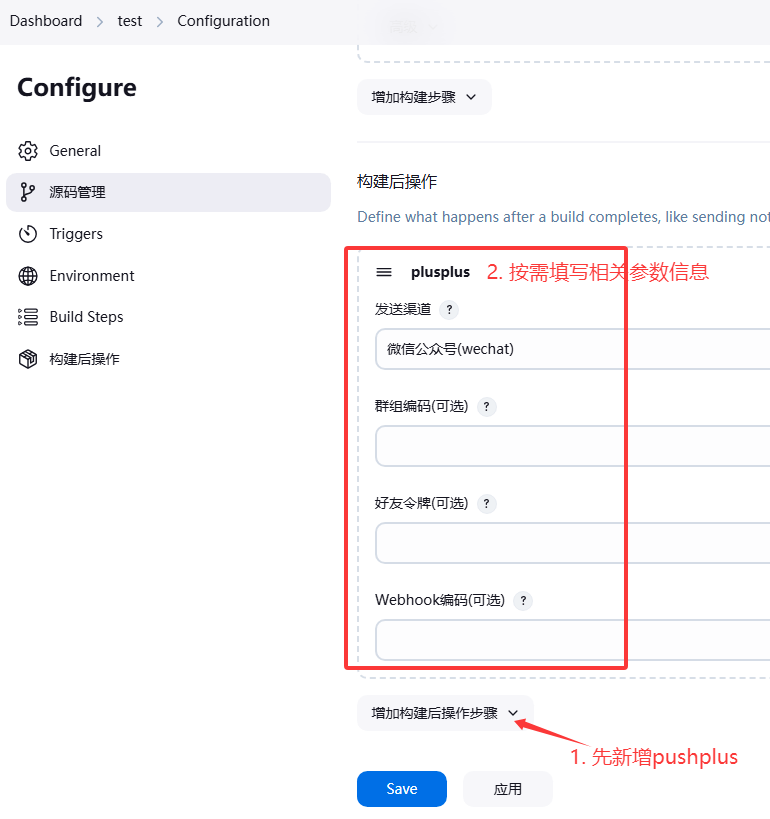 Dashboard > test > Configuration
Configure
General
源码管理
Triggers
Environment
Build Steps
构建后操作
增加构建步骤
构建后操作
Define what happens after a build completes, like sending not
plusplus
2. 按需填写相关参数信息
发送渠道 ?
微信公众号(wechat)
群组编码(可选) ?
好友令牌(可选) ?
Webhook编码(可选) ?
增加构建后操作步骤
1. 先新增pushplus
Save
应用